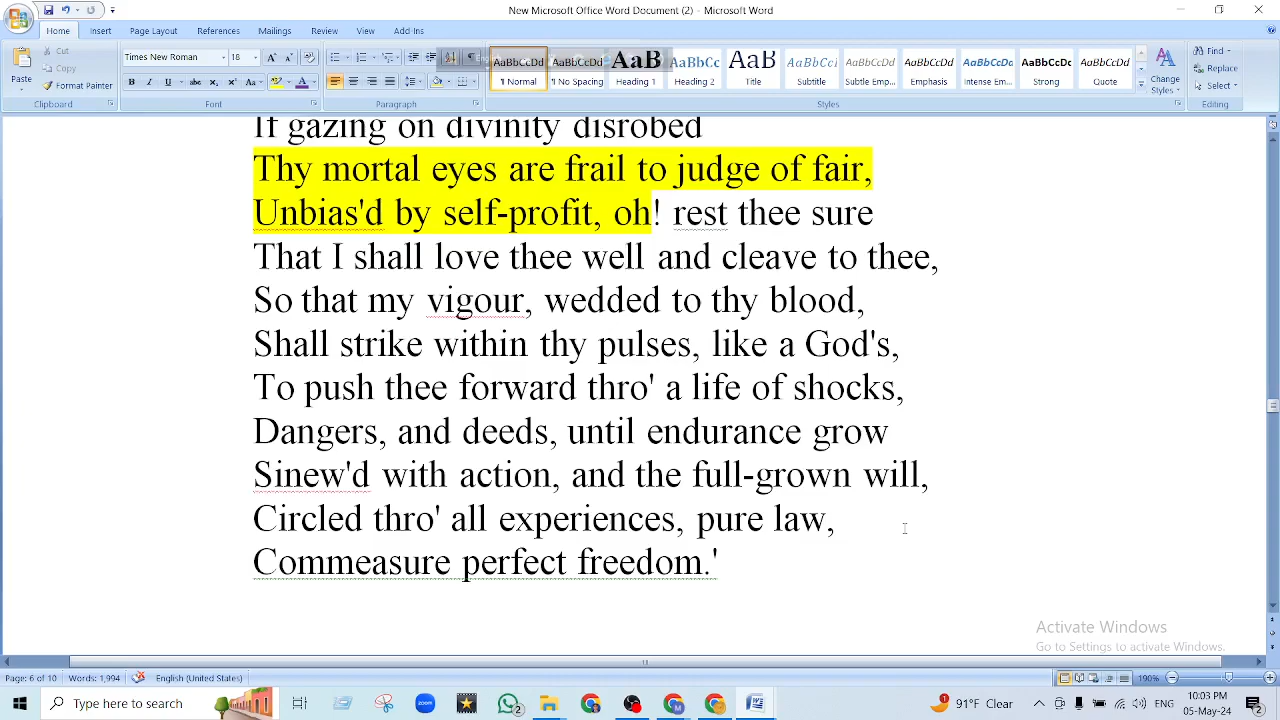 New Microsoft Office Word Document (2) - Microsoft Word
Home Insert Page Layout References Mailings Review View Add-Ins
Paste
Cut
Copy
Format Painter
Clipboard
Times New Roman 18
Font
Paragraph
AaBbCcDd ¶ Normal
AaBbCcDd ¶ No Spacing
AaB Heading 1
AaBbCc Heading 2
AaB Title
AaBbCcI Subtitle
AaBbCcDd Subtle Emp...
AaBbCcDd Emphasis
AaBbCcDd Intense Em...
AaBbCcDd Strong
AaBbCcDd Quote
Change Styles
Styles
Find
Replace
Select
Editing
If gazing on divinity disrobed
Thy mortal eyes are frail to judge of fair,
Unbias'd by self-profit, oh! rest thee sure
That I shall love thee well and cleave to thee,
So that my vigour, wedded to thy blood,
Shall strike within thy pulses, like a God's,
To push thee forward thro' a life of shocks,
Dangers, and deeds, until endurance grow
Sinew'd with action, and the full-grown will,
Circled thro' all experiences, pure law,
Commeasure perfect freedom.'
Activate Windows
Go to Settings to activate Windows.
Page: 6 of 10 Words: 1,994 English (United States) 190%
Type here to search
91°F Clear
ENG
10:03 PM
05-May-24